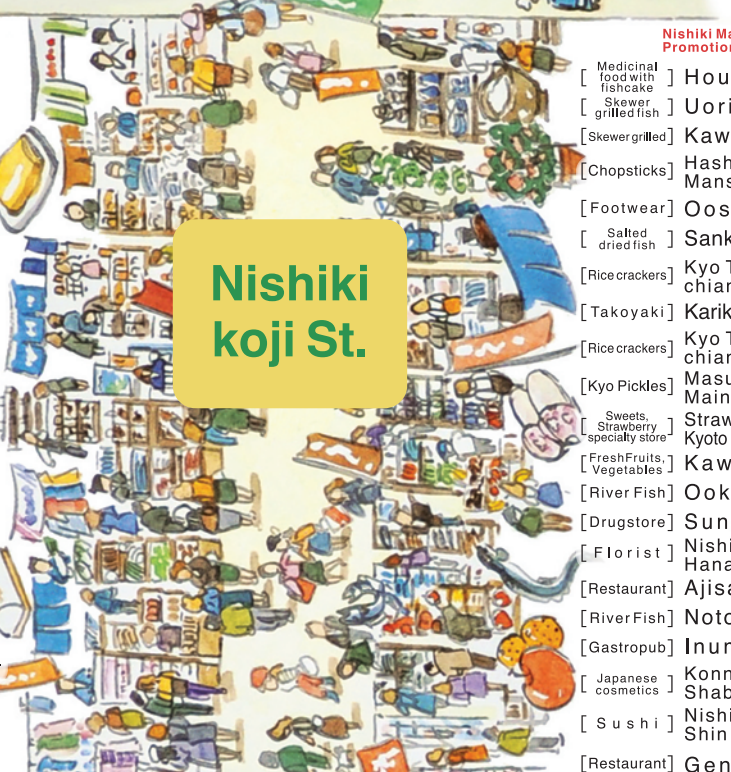 Nishiki Ma
Promotion
[ Medicinal
food with
fishcake ] Hou
[ Skewer
grilled fish ] Uori
[Skewer grilled] Kaw
[Chopsticks] Hash
Mans
[Footwear] Oos
[ Salted
dried fish ] Sank
[Rice crackers] Kyo T
chiar
[Takoyaki] Karik
[Rice crackers] Kyo T
chiar
[Kyo Pickles] Masu
Main
[ Sweets,
Strawberry
specialty store ] Straw
Kyoto
[ Fresh Fruits,
Vegetables ] Kaw
[River Fish] Ook
[Drugstore] Sun
[Florist] Nishi
Hana
[Restaurant] Ajisa
[River Fish] Noto
[Gastropub] Inun
[ Japanese
cosmetics ] Konn
Shab
[Sushi] Nishi
Shin
[Restaurant] Gen
Nishiki
koji St.